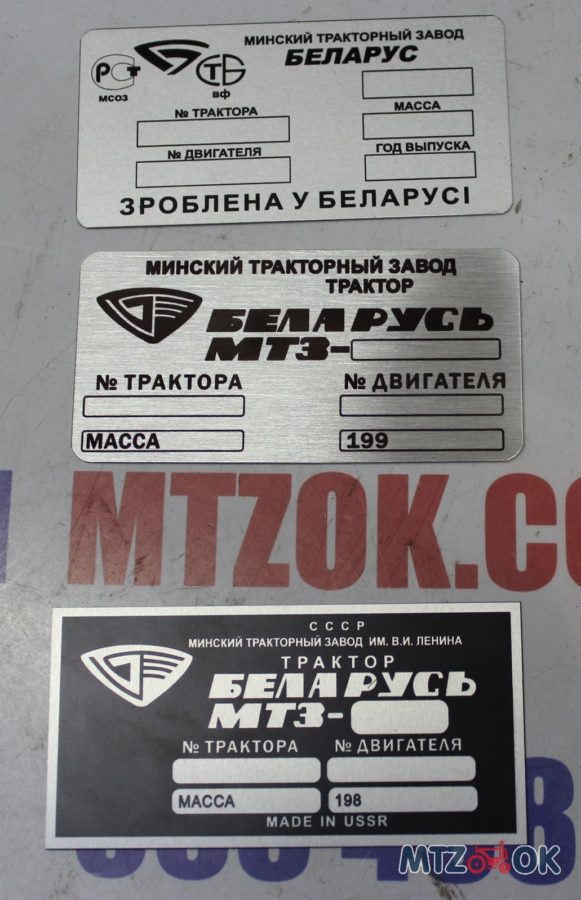 МИНСКИЙ ТРАКТОРНЫЙ ЗАВОД
БЕЛАРУС
РСТ
МСОЗ
СТБ
ВФ
№ ТРАКТОРА
МАССА
№ ДВИГАТЕЛЯ
ГОД ВЫПУСКА
ЗРОБЛЕНА У БЕЛАРУСІ
МИНСКИЙ ТРАКТОРНЫЙ ЗАВОД
ТРАКТОР
БЕЛАРУСЬ
МТЗ-
№ ТРАКТОРА
№ ДВИГАТЕЛЯ
МАССА
199
MTZOK.CO
СССР
МИНСКИЙ ТРАКТОРНЫЙ ЗАВОД ИМ. В.И. ЛЕНИНА
ТРАКТОР
БЕЛАРУСЬ
МТЗ-
№ ТРАКТОРА
№ ДВИГАТЕЛЯ
МАССА
198
MADE IN USSR
MTZ OK